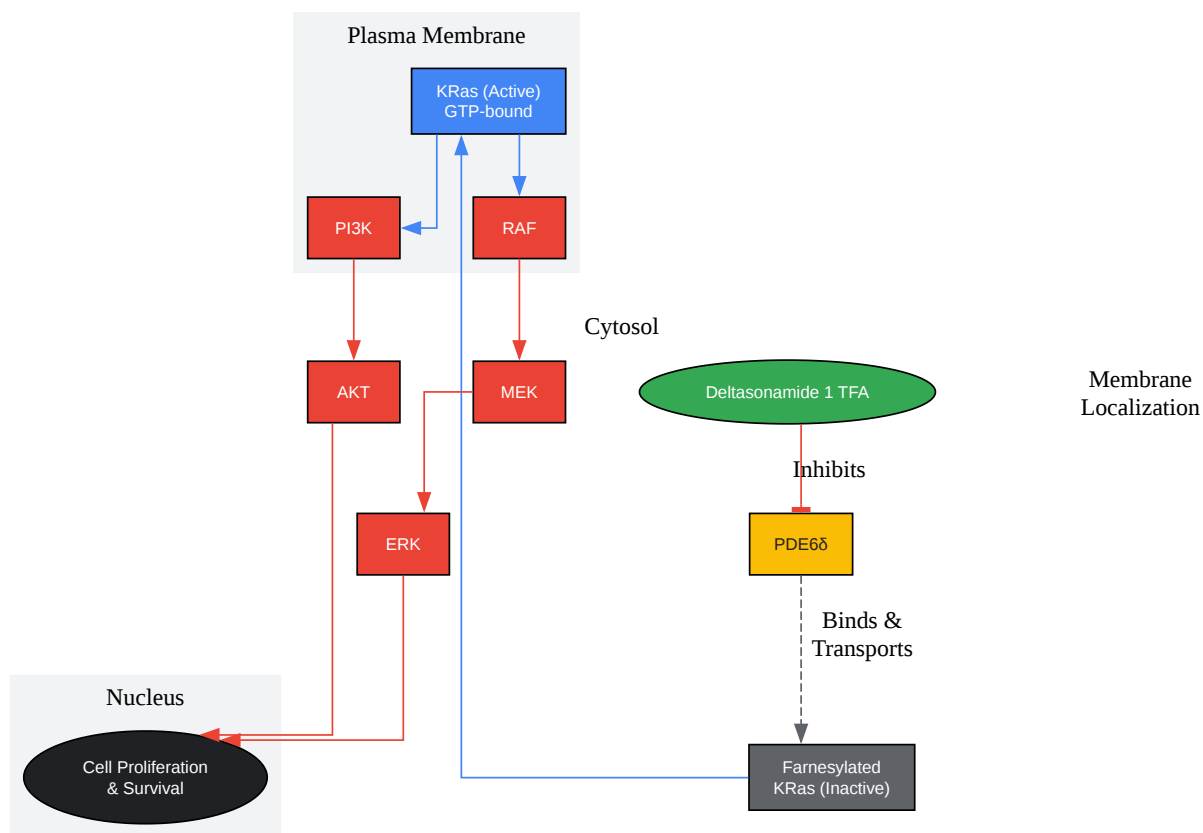 Plasma Membrane
KRas (Active)
GTP-bound
PI3K
RAF
Cytosol
AKT
MEK
Deltasonamide 1 TFA
Membrane
Localization
Inhibits
ERK
PDE6δ
Binds &
Transports
Nucleus
Cell Proliferation
& Survival
Farnesylated
KRas (Inactive)